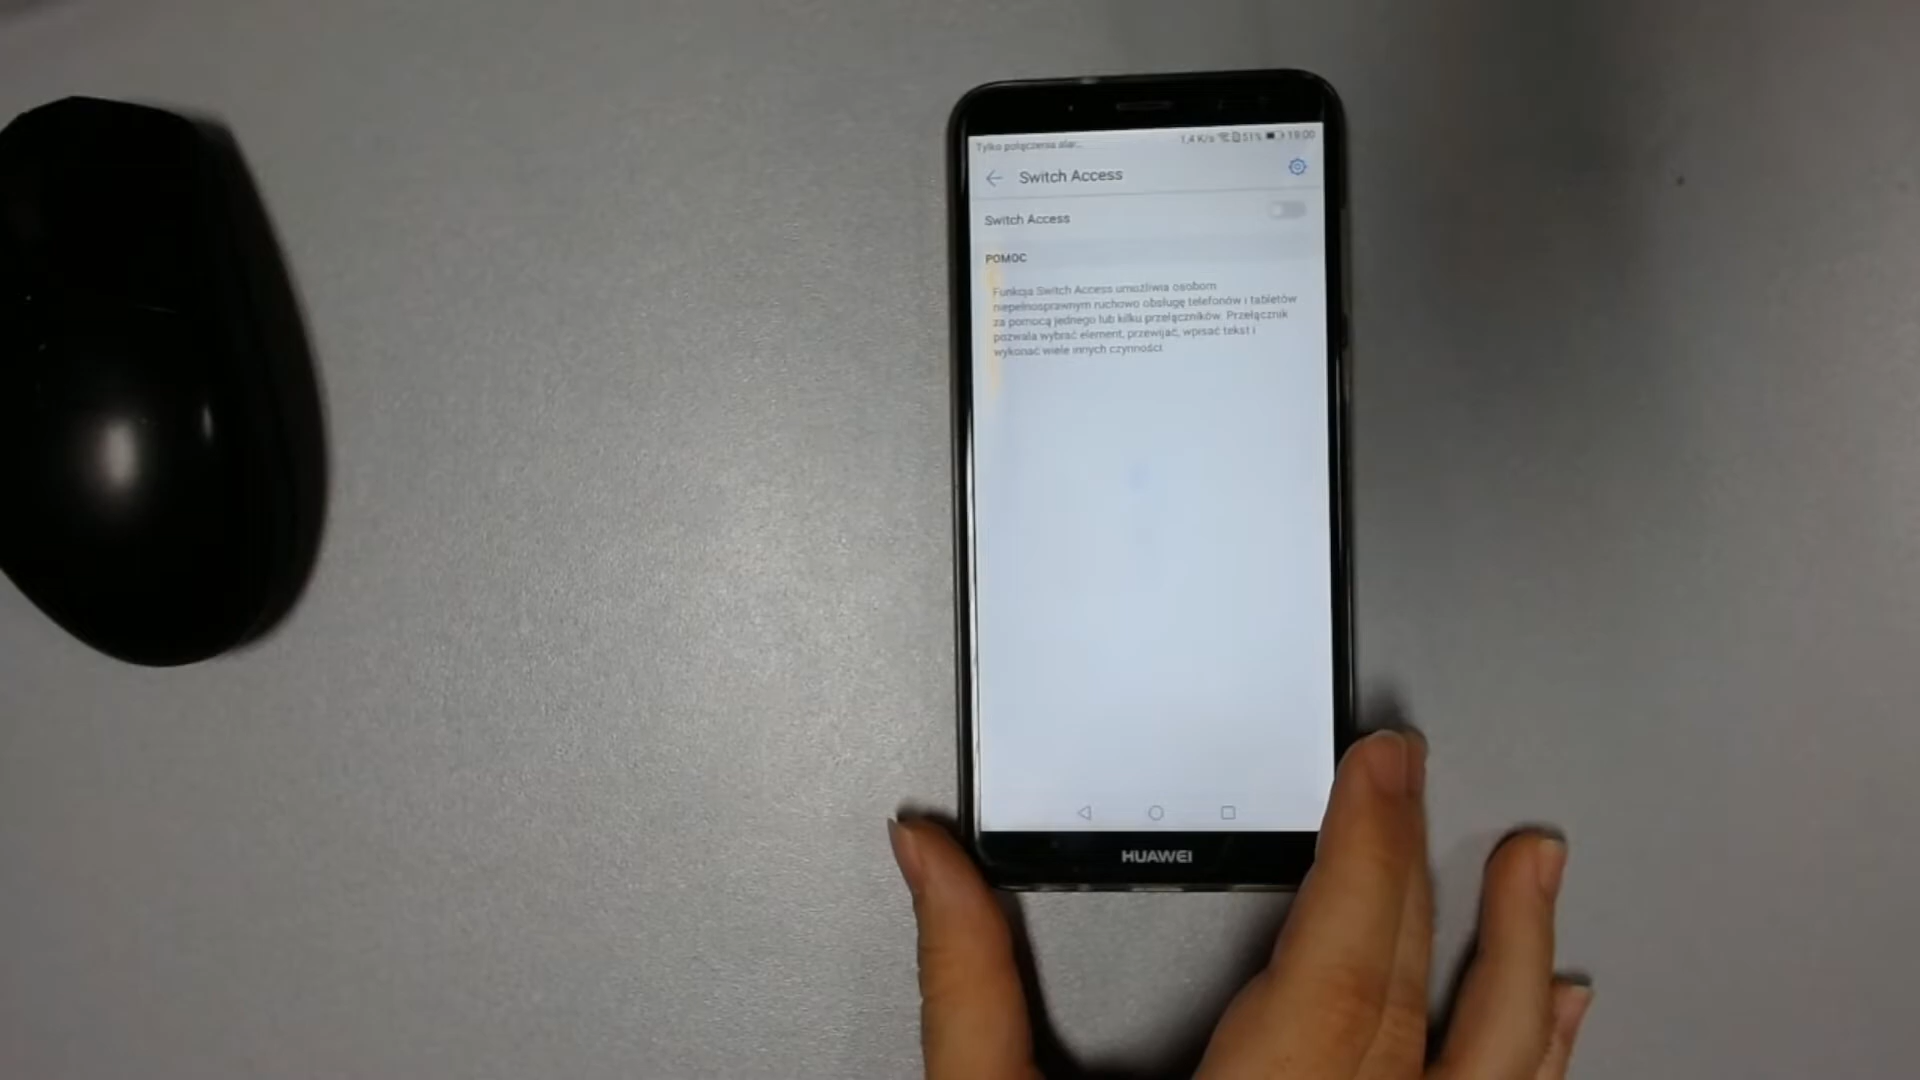 Tylko połączenia alar...
1,4 K/s 51% 19:00
Switch Access
Switch Access
POMOC
Funkcja Switch Access umożliwia osobom
niepełnosprawnym ruchowo obsługę telefonów i tabletów
za pomocą jednego lub kilku przełączników. Przełącznik
pozwala wybrać element, przewijać, wpisać tekst i
wykonać wiele innych czynności.
HUAWEI